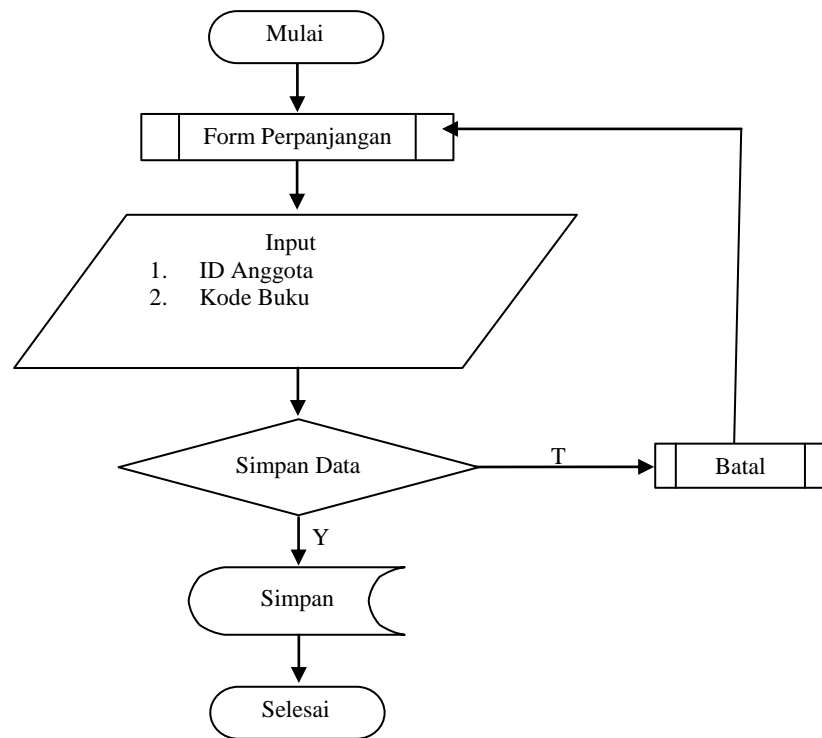 Mulai
Form Perpanjangan
Input
1. ID Anggota
2. Kode Buku
Simpan Data
T
Batal
Y
Simpan
Selesai